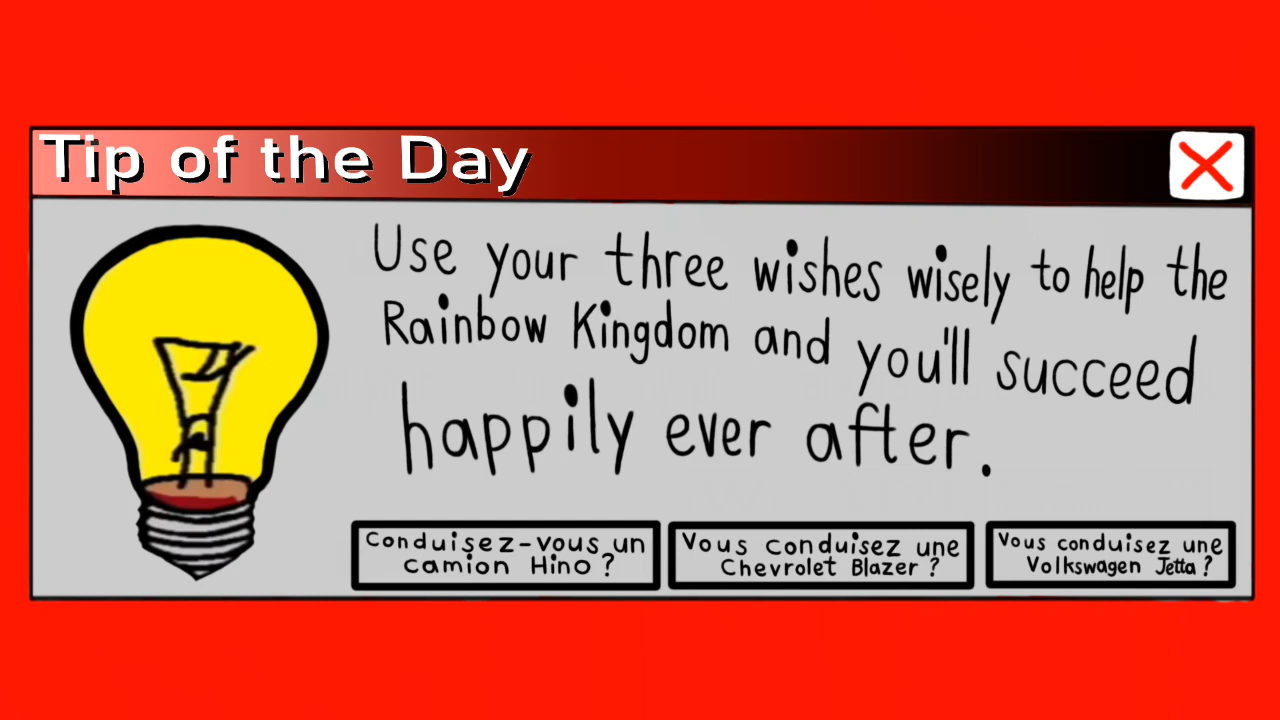 Tip of the Day
Use your three wishes wisely to help the
Rainbow Kingdom and you'll succeed
happily ever after.
Conduisez-vous un
camion Hino ?
Vous conduisez une
Chevrolet Blazer ?
Vous conduisez une
Volkswagen Jetta ?